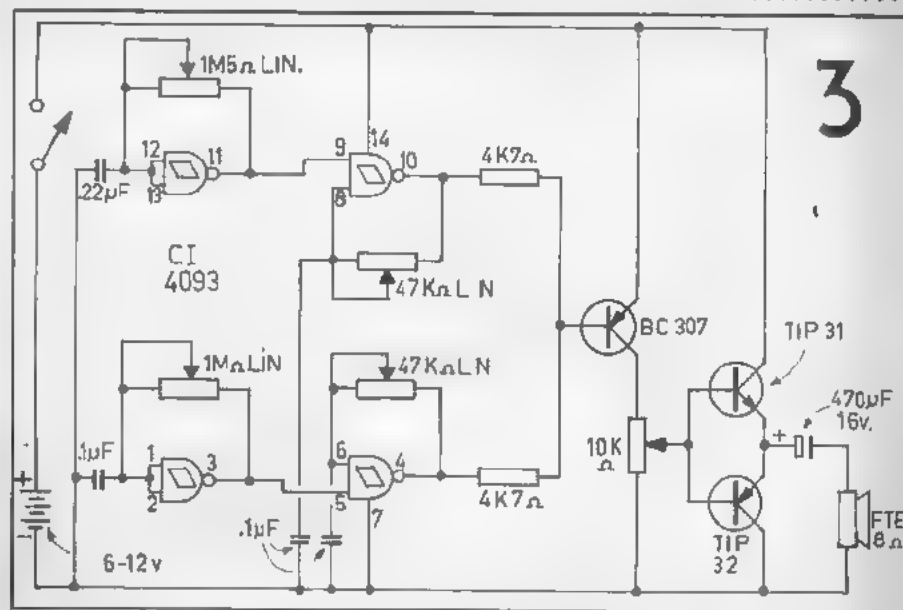 3
1M5Ω LIN.
12
13
11
.22µF
9
8
14
10
4K7Ω
CI
4093
47KΩ L N
BC 307
TIP 31
1MΩ LiN
47KΩ L N
470µF
16v.
+
.1µF
1
2
3
6
5
4
7
4K7Ω
10K
Ω
TIP
32
FTE
8Ω
+
.1µF
6-12v